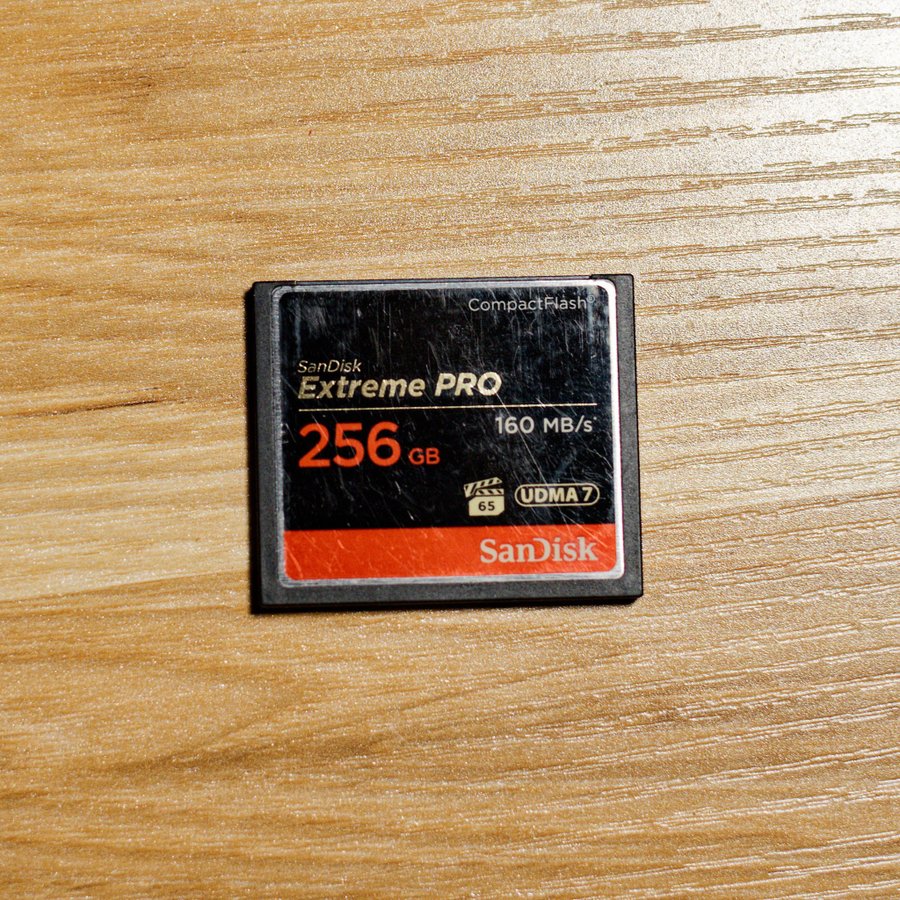 CompactFlash®
SanDisk
Extreme PRO
160 MB/s
256 GB
65
UDMA 7
SanDisk